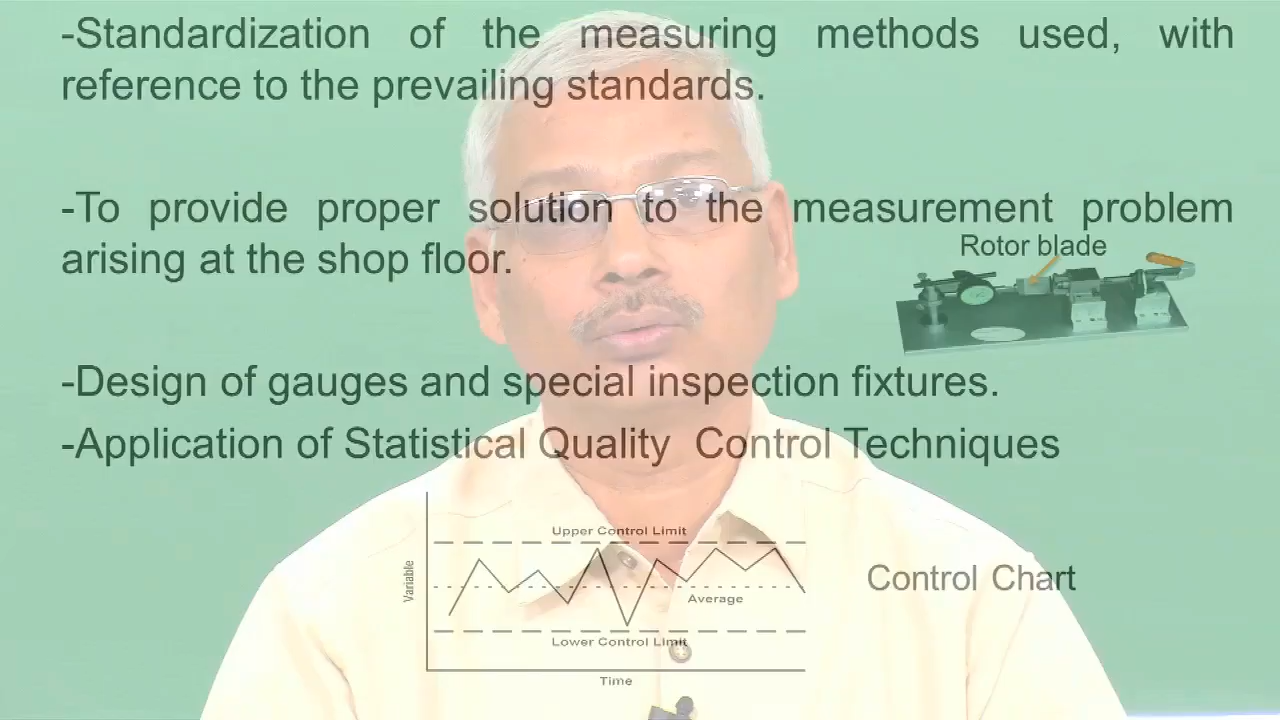 -Standardization of the measuring methods used, with
reference to the prevailing standards.
-To provide proper solution to the measurement problem
arising at the shop floor.
Rotor blade
-Design of gauges and special inspection fixtures.
-Application of Statistical Quality Control Techniques
Upper Control Limit
Variable
Average
Control Chart
Lower Control Limit
Time